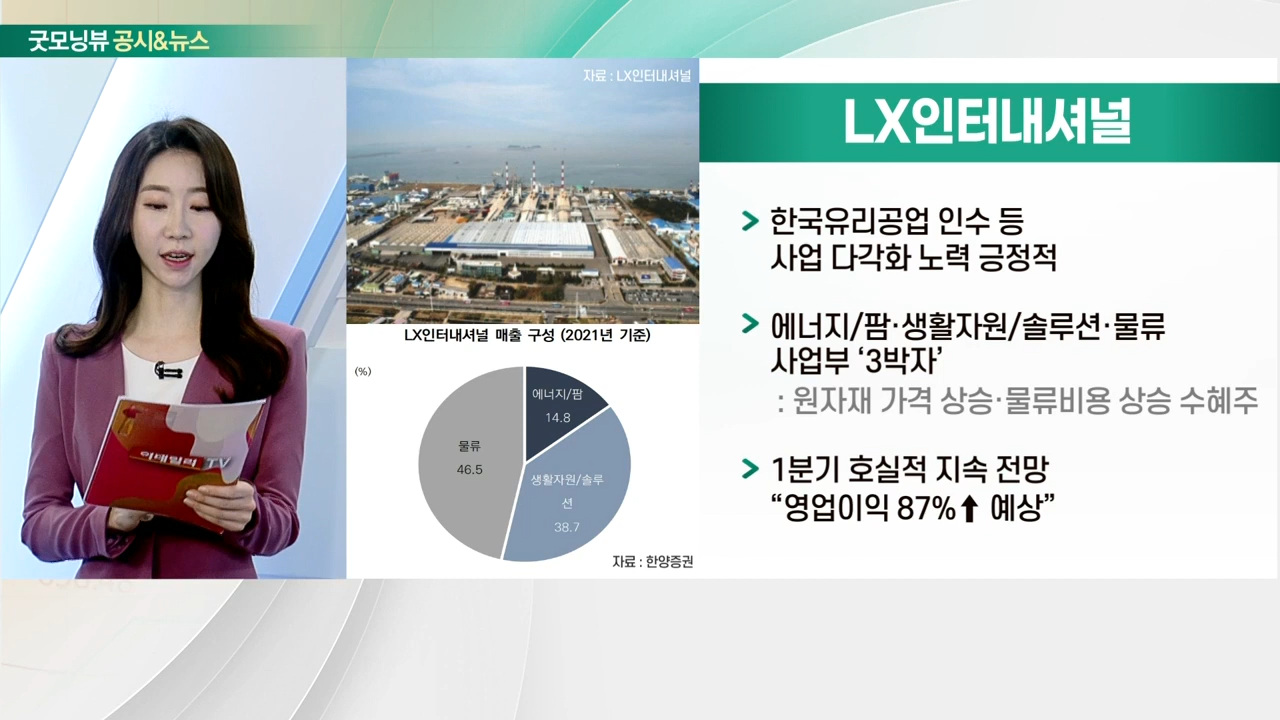 굿모닝뷰 공시&뉴스
이데일리 TV
자료 : LX인터내셔널
LX인터내셔널 매출 구성 (2021년 기준)
(%)
에너지/팜
14.8
물류
46.5
생활자원/솔루
션
38.7
자료 : 한양증권
LX인터내셔널
한국유리공업 인수 등
사업 다각화 노력 긍정적
에너지/팜·생활자원/솔루션·물류
사업부 ‘3박자’
: 원자재 가격 상승·물류비용 상승 수혜주
1분기 호실적 지속 전망
“영업이익 87%⬆ 예상”